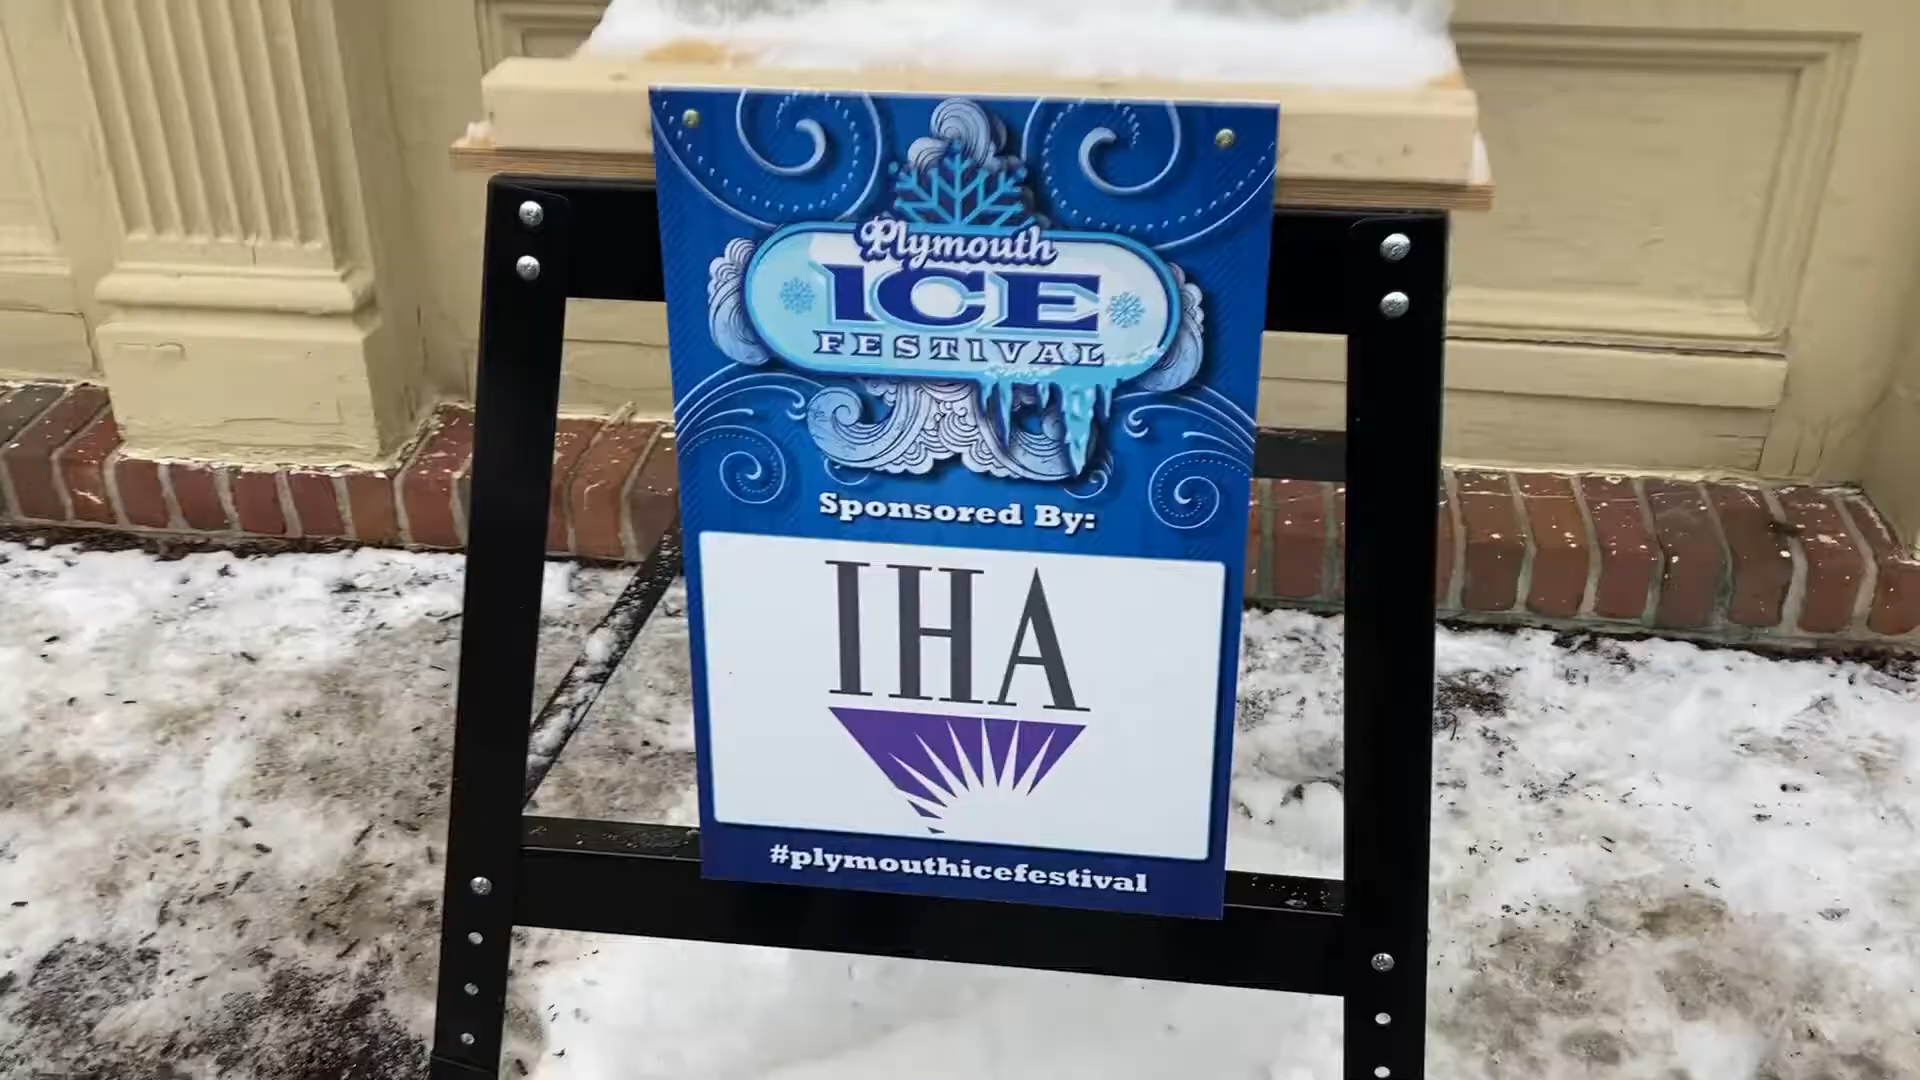 Plymouth
ICE
FESTIVAL
Sponsored By:
IHA
#plymouthicefestival